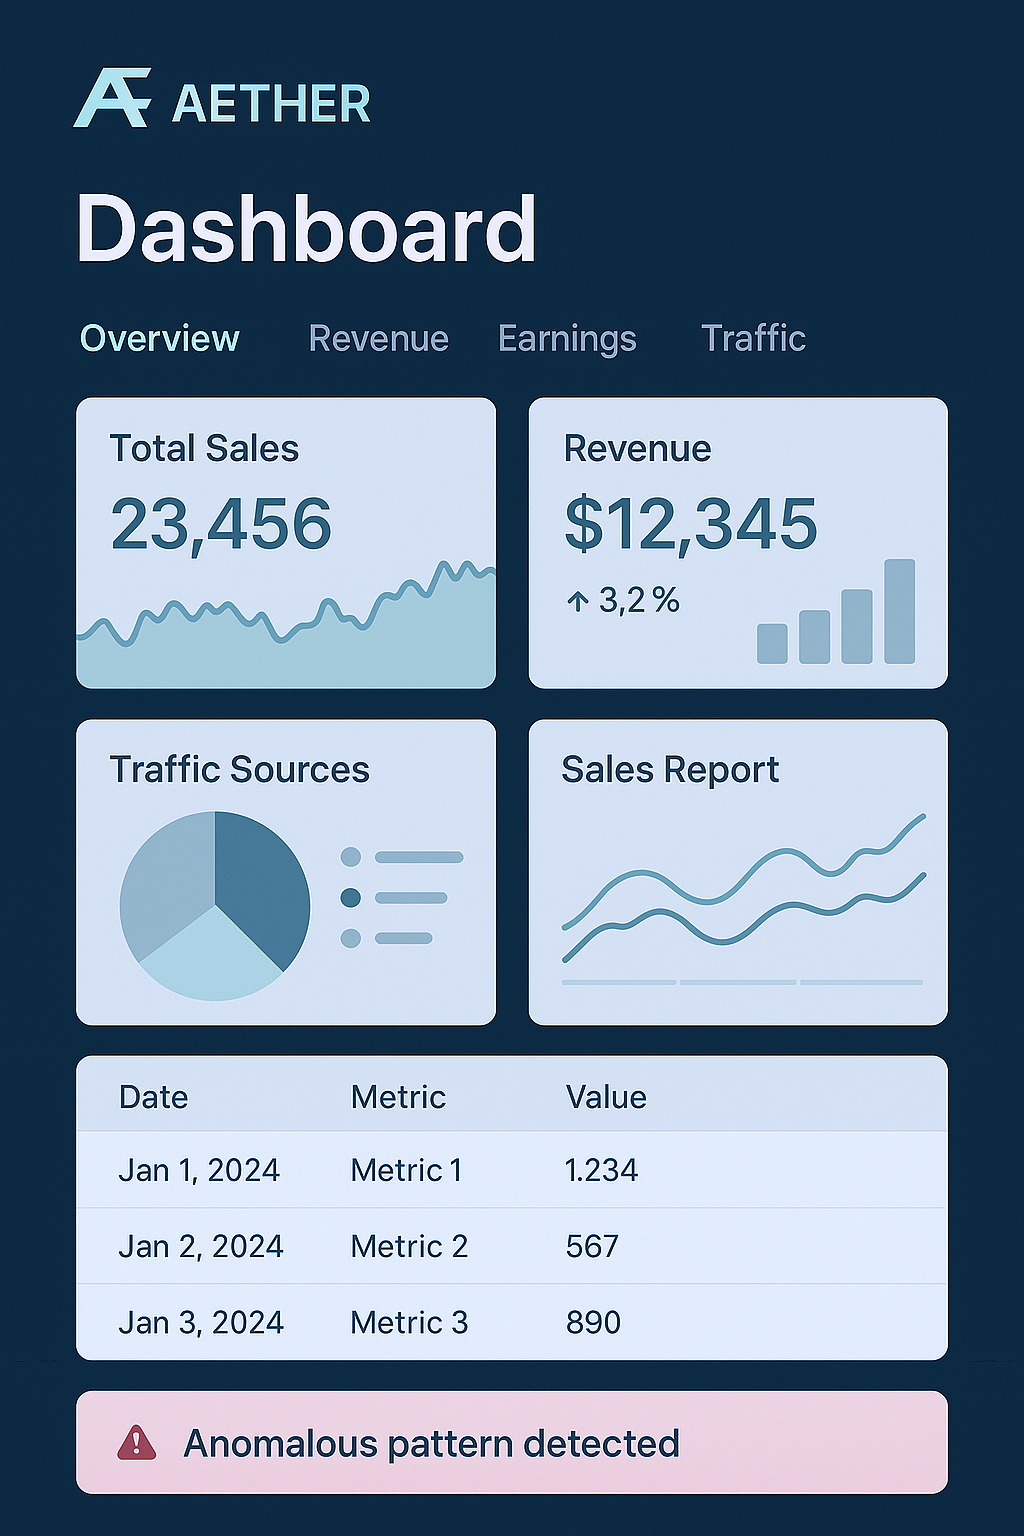 AETHER
Dashboard
Overview Revenue Earnings Traffic
Total Sales
23,456
Revenue
$12,345
↑ 3,2 %
Traffic Sources
Sales Report
Date Metric Value
Jan 1, 2024 Metric 1 1.234
Jan 2, 2024 Metric 2 567
Jan 3, 2024 Metric 3 890
Anomalous pattern detected